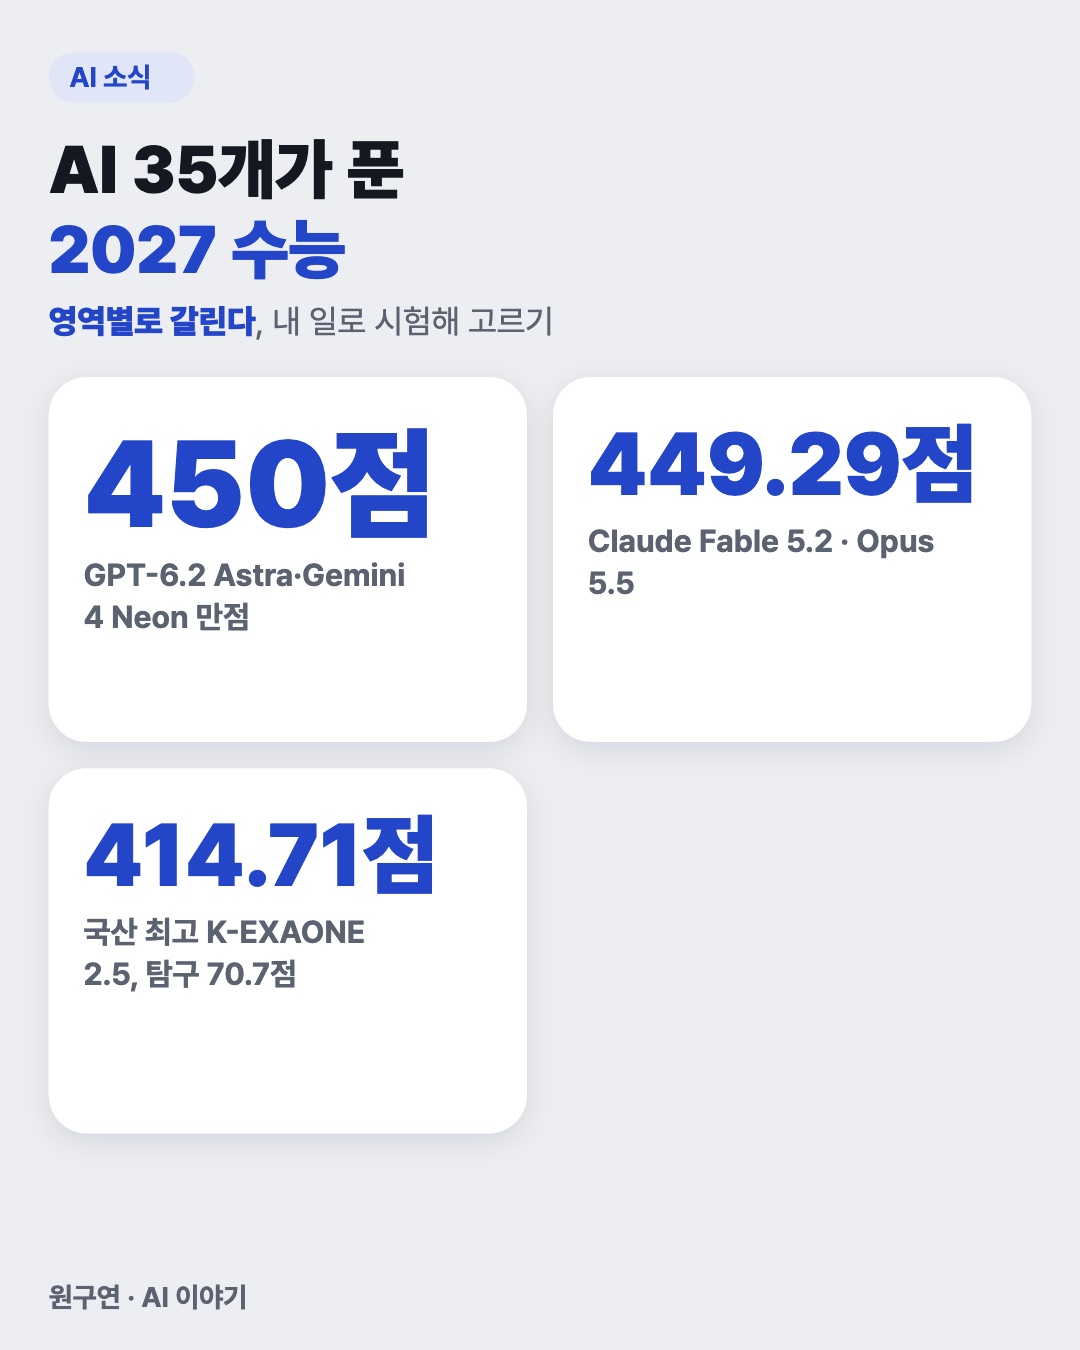 AI 소식
AI 35개가 푼
2027 수능
영역별로 갈린다, 내 일로 시험해 고르기
450점
GPT-6.2 Astra·Gemini
4 Neon 만점
449.29점
Claude Fable 5.2 · Opus
5.5
414.71점
국산 최고 K-EXAONE
2.5, 탐구 70.7점
원구연 · AI 이야기